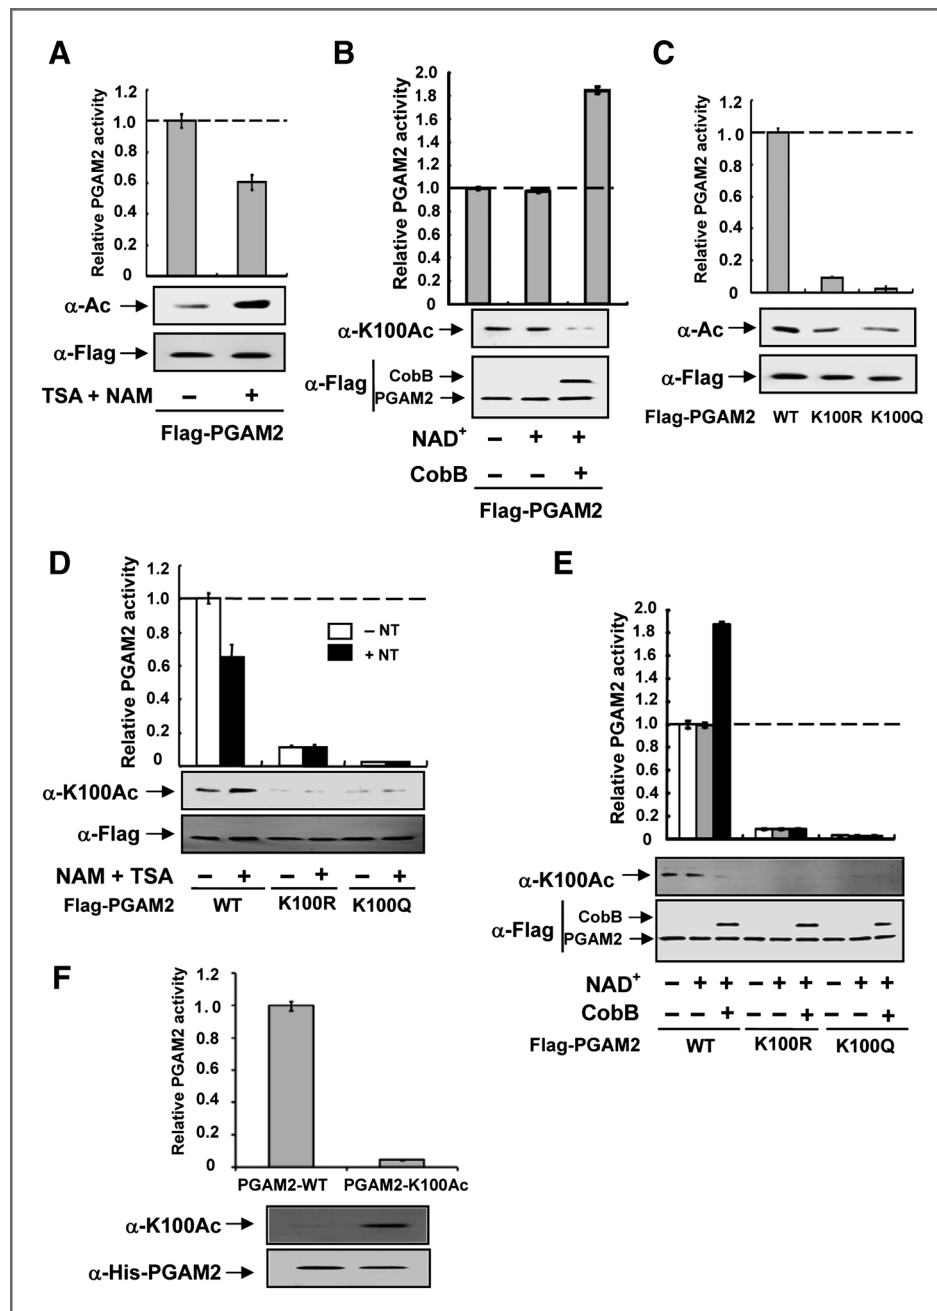 A
Relative PGAM2 activity
1.2
1.0
0.8
0.6
0.4
0.2
0
α-Ac
α-Flag
TSA + NAM – +
Flag-PGAM2
B
Relative PGAM2 activity
2.0
1.8
1.6
1.4
1.2
1.0
0.8
0.6
0.4
0.2
0
α-K100Ac
α-Flag
CobB
PGAM2
NAD+ – + +
CobB – – +
Flag-PGAM2
C
Relative PGAM2 activity
1.2
1.0
0.8
0.6
0.4
0.2
0
α-Ac
α-Flag
Flag-PGAM2 WT K100R K100Q
D
Relative PGAM2 activity
1.2
1.0
0.8
0.6
0.4
0.2
0
– NT
+ NT
α-K100Ac
α-Flag
NAM + TSA – + – + – +
Flag-PGAM2 WT K100R K100Q
E
Relative PGAM2 activity
2.0
1.8
1.6
1.4
1.2
1.0
0.8
0.6
0.4
0.2
0
α-K100Ac
α-Flag
CobB
PGAM2
NAD+ – + + – + + – + +
CobB – – + – – + – – +
Flag-PGAM2 WT K100R K100Q
F
Relative PGAM2 activity
1.2
1.0
0.8
0.6
0.4
0.2
0
PGAM2-WT PGAM2-K100Ac
α-K100Ac
α-His-PGAM2